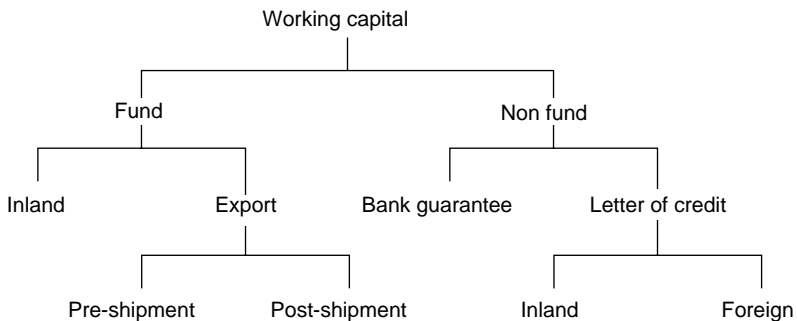 Working capital
Fund Non fund
Inland Export Bank guarantee Letter of credit
Pre-shipment Post-shipment Inland Foreign